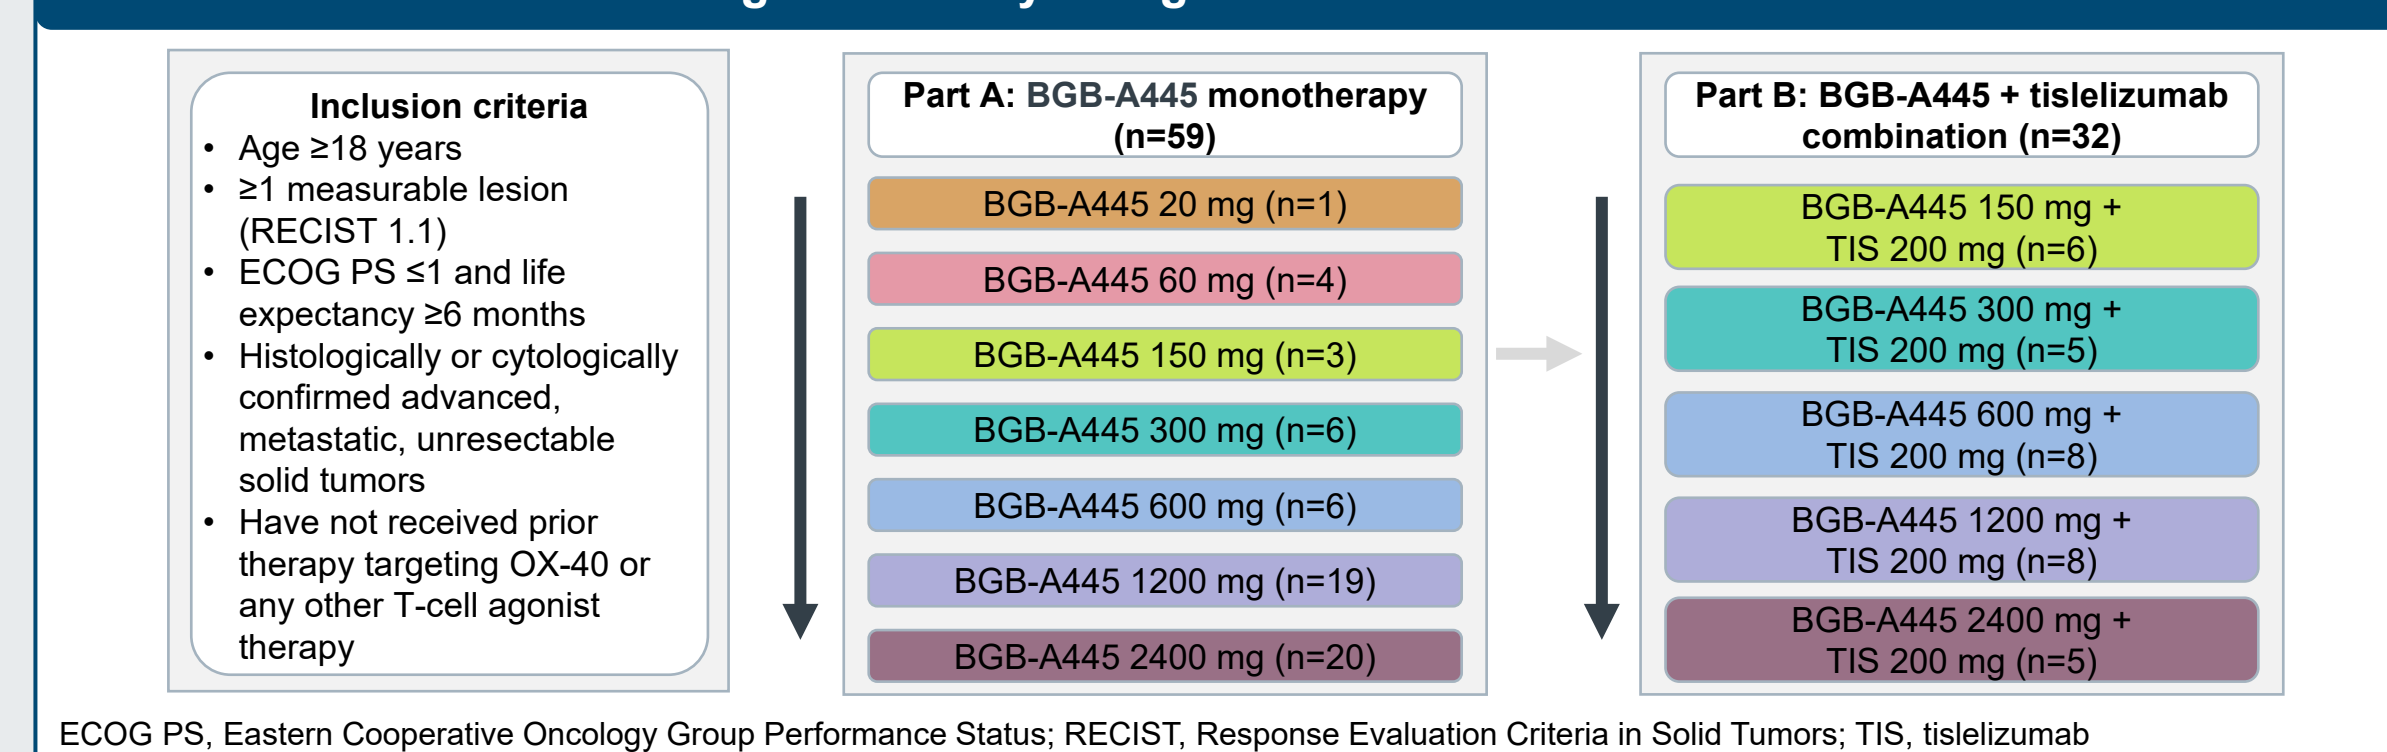 Inclusion criteria
• Age ≥18 years
• ≥1 measurable lesion
(RECIST 1.1)
• ECOG PS ≤1 and life
expectancy ≥6 months
• Histologically or cytologically
confirmed advanced,
metastatic, unresectable
solid tumors
• Have not received prior
therapy targeting OX-40 or
any other T-cell agonist
therapy
Part A: BGB-A445 monotherapy
(n=59)
BGB-A445 20 mg (n=1)
BGB-A445 60 mg (n=4)
BGB-A445 150 mg (n=3)
BGB-A445 300 mg (n=6)
BGB-A445 600 mg (n=6)
BGB-A445 1200 mg (n=19)
BGB-A445 2400 mg (n=20)
Part B: BGB-A445 + tislelizumab
combination (n=32)
BGB-A445 150 mg +
TIS 200 mg (n=6)
BGB-A445 300 mg +
TIS 200 mg (n=5)
BGB-A445 600 mg +
TIS 200 mg (n=8)
BGB-A445 1200 mg +
TIS 200 mg (n=8)
BGB-A445 2400 mg +
TIS 200 mg (n=5)
ECOG PS, Eastern Cooperative Oncology Group Performance Status; RECIST, Response Evaluation Criteria in Solid Tumors; TIS, tislelizumab